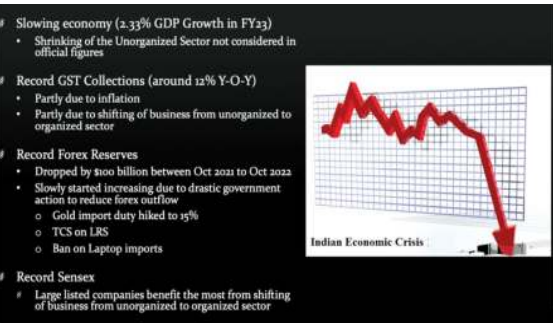 Slowing economy (2.33% GDP Growth in FY23)
Shrinking of the Unorganized Sector not considered in
official figures
Record GST Collections (around 12% Y-O-Y)
Partly due to inflation
Partly due to shifting of business from unorganized to
organized sector
Record Forex Reserves
Dropped by $100 billion between Oct 2021 to Oct 2022
Slowly started increasing due to drastic government
action to reduce forex outflow
Gold import duty hiked to 15%
TCS on LRS
Ban on Laptop imports
Indian Economic Crisis
Record Sensex
Large listed companies benefit the most from shifting
of business from unorganized to organized sector